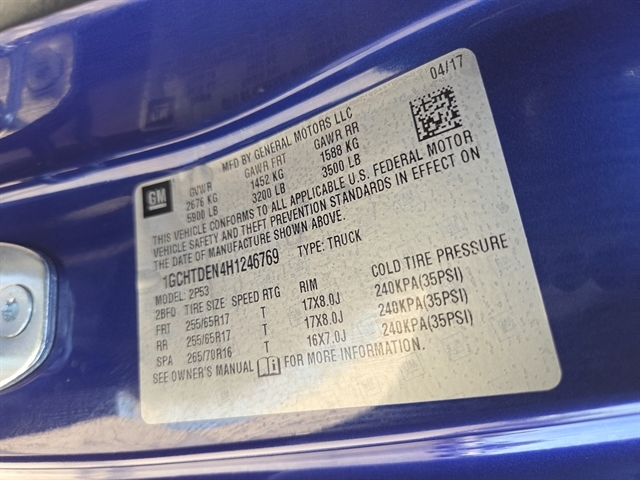 04/17
MFD BY GENERAL MOTORS LLC
GM
GVWR GAWR FRT GAWR RR
2676 KG 1452 KG 1588 KG
5900 LB 3200 LB 3500 LB
THIS VEHICLE CONFORMS TO ALL APPLICABLE U.S. FEDERAL MOTOR
VEHICLE SAFETY AND THEFT PREVENTION STANDARDS IN EFFECT ON
THE DATE OF MANUFACTURE SHOWN ABOVE.
1GCHTDEN4H1246769 TYPE: TRUCK
MODEL: 2P53
2BFO TIRE SIZE SPEED RTG RIM COLD TIRE PRESSURE
FRT 255/65R17 T 17X8.0J 240KPA(35PSI)
RR 255/65R17 T 17X8.0J 240KPA(35PSI)
SPA 265/70R16 T 16X7.0J 240KPA(35PSI)
SEE OWNER'S MANUAL FOR MORE INFORMATION.